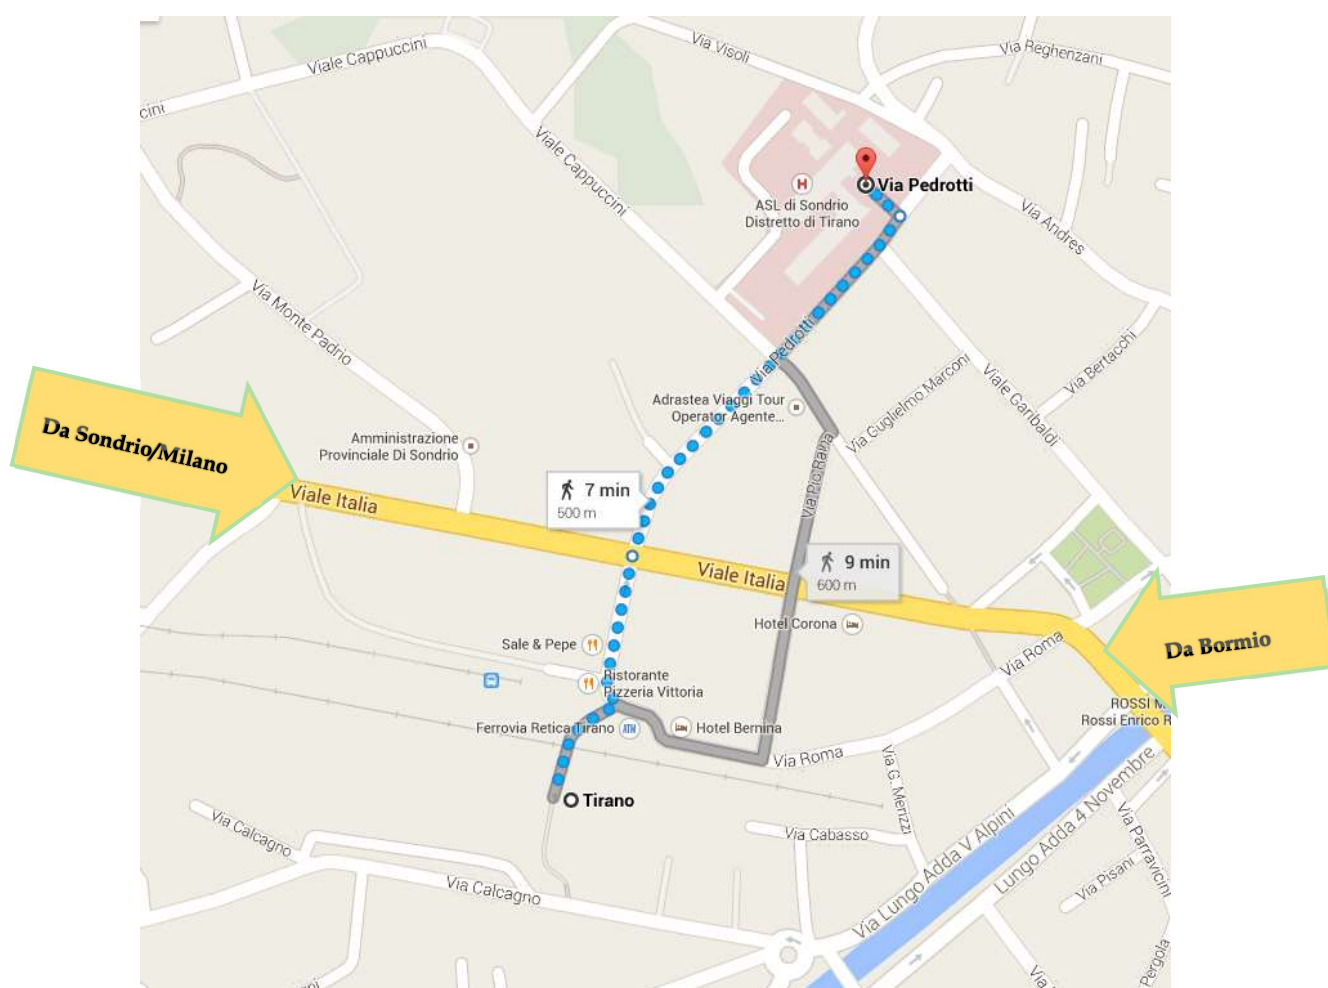 Via Visoli
Via Reghenzani
Viale Cappuccini
cini
Viale Cappuccini
Via Pedrotti
ASL di Sondrio
Distretto di Tirano
Via Andres
Via Monte Padrio
Via Pedrotti
Via Bertacchi
Via Guglielmo Marconi
Viale Garibaldi
Adrastea Viaggi Tour
Operator Agente...
Da Sondrio/Milano
Amministrazione
Provinciale Di Sondrio
Via Pio Rajna
7 min
500 m
Viale Italia
Viale Italia
9 min
600 m
Hotel Corona
Da Bormio
Sale & Pepe
Via Roma
Ristorante
Pizzeria Vittoria
ROSSI M
Rossi Enrico R
Ferrovia Retica Tirano
ATM
Hotel Bernina
Via Roma
Via G. Merizzi
Tirano
Via Calcagno
Via Cabasso
Via Lungo Adda V Alpini
Lungo Adda 4 Novembre
Via Parravicini
Via Pisani
Via Calcagno
Pergola
Via